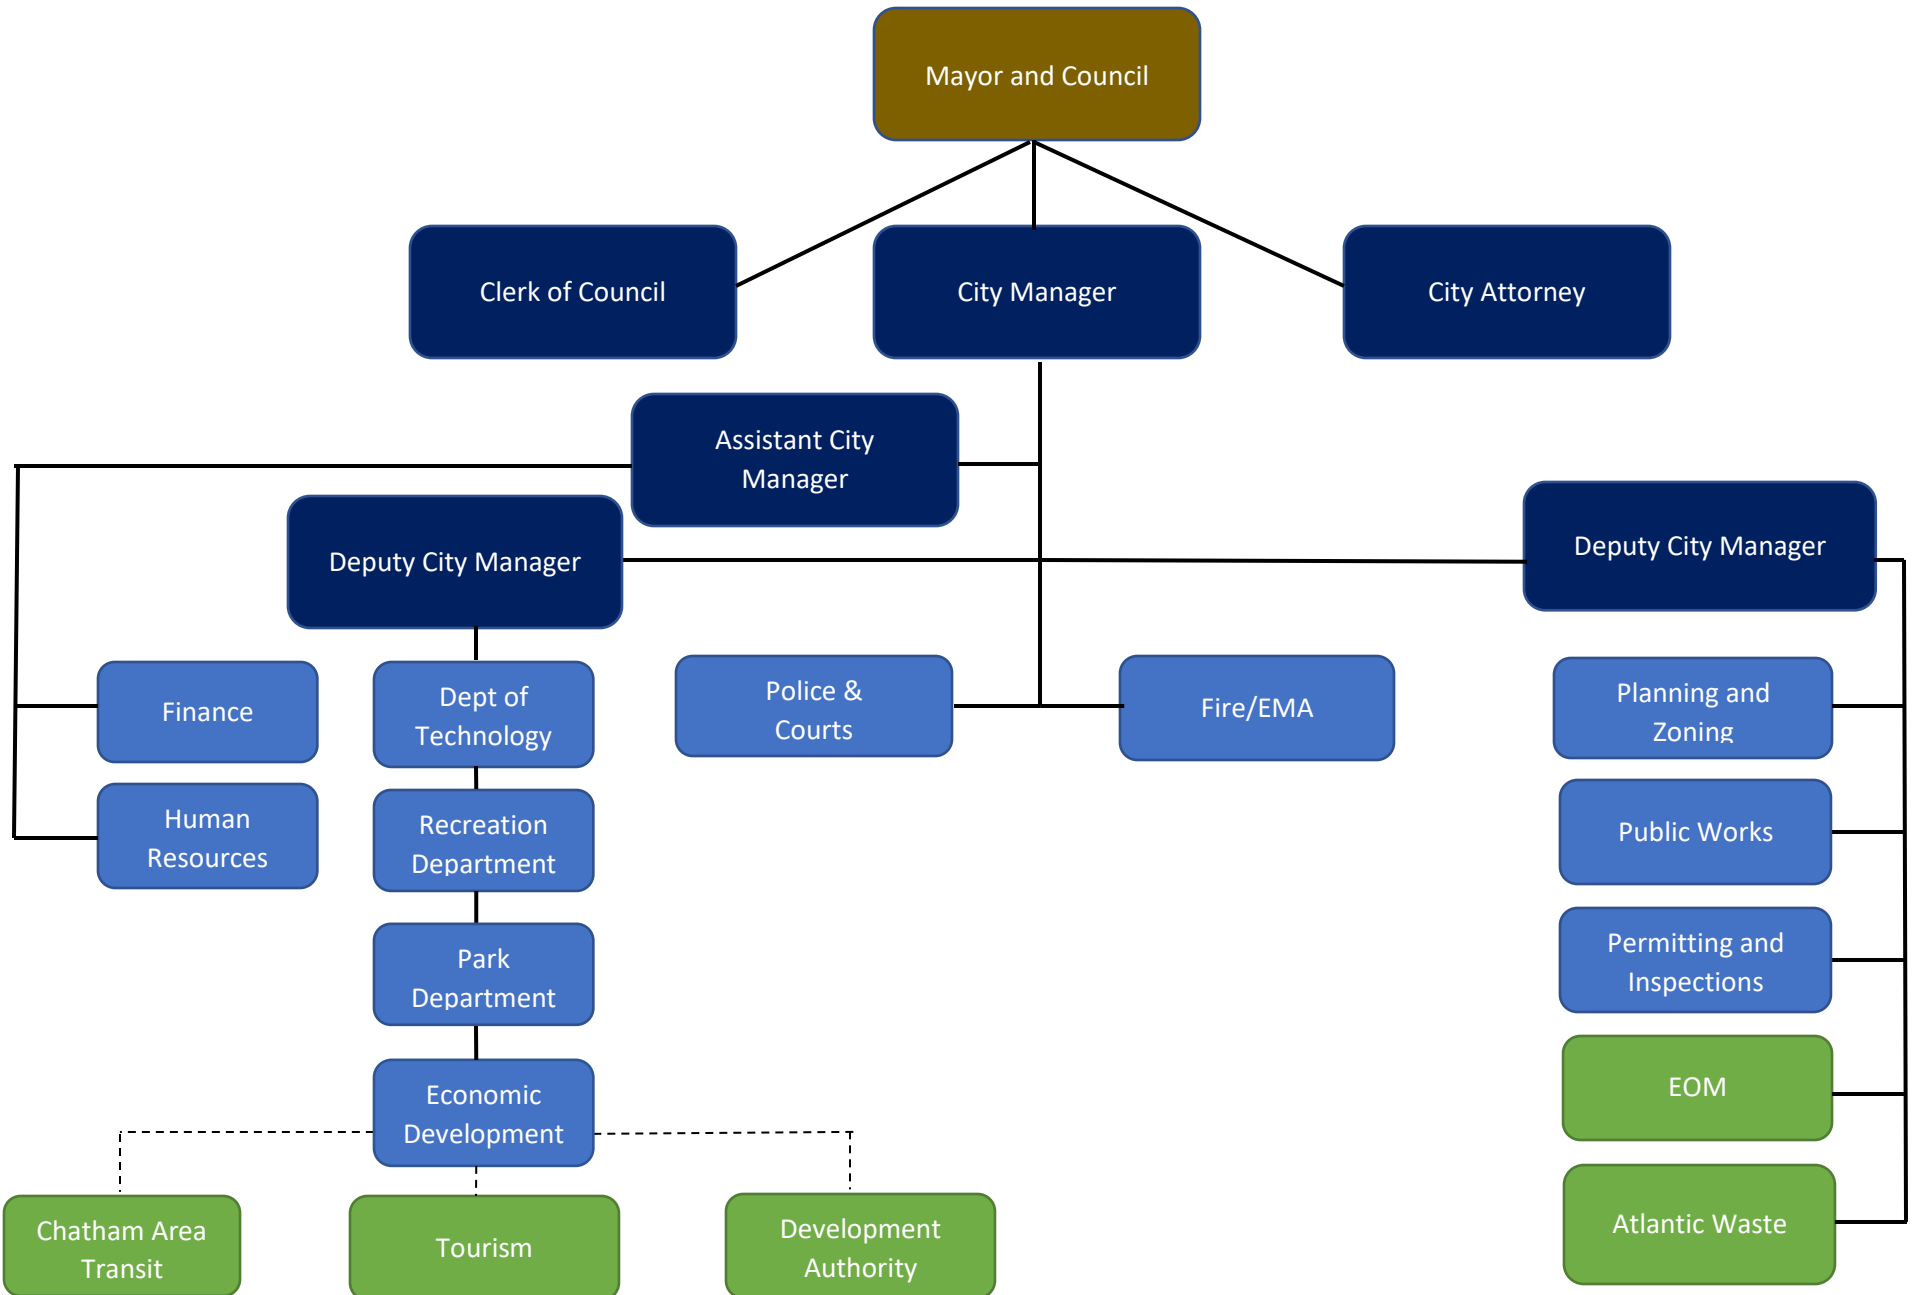 Mayor and Council
Clerk of Council
City Manager
City Attorney
Assistant City
Manager
Deputy City Manager
Deputy City Manager
Finance
Dept of
Technology
Police &
Courts
Fire/EMA
Planning and
Zoning
Human
Resources
Recreation
Department
Public Works
Park
Department
Permitting and
Inspections
Economic
Development
EOM
Chatham Area
Transit
Tourism
Development
Authority
Atlantic Waste